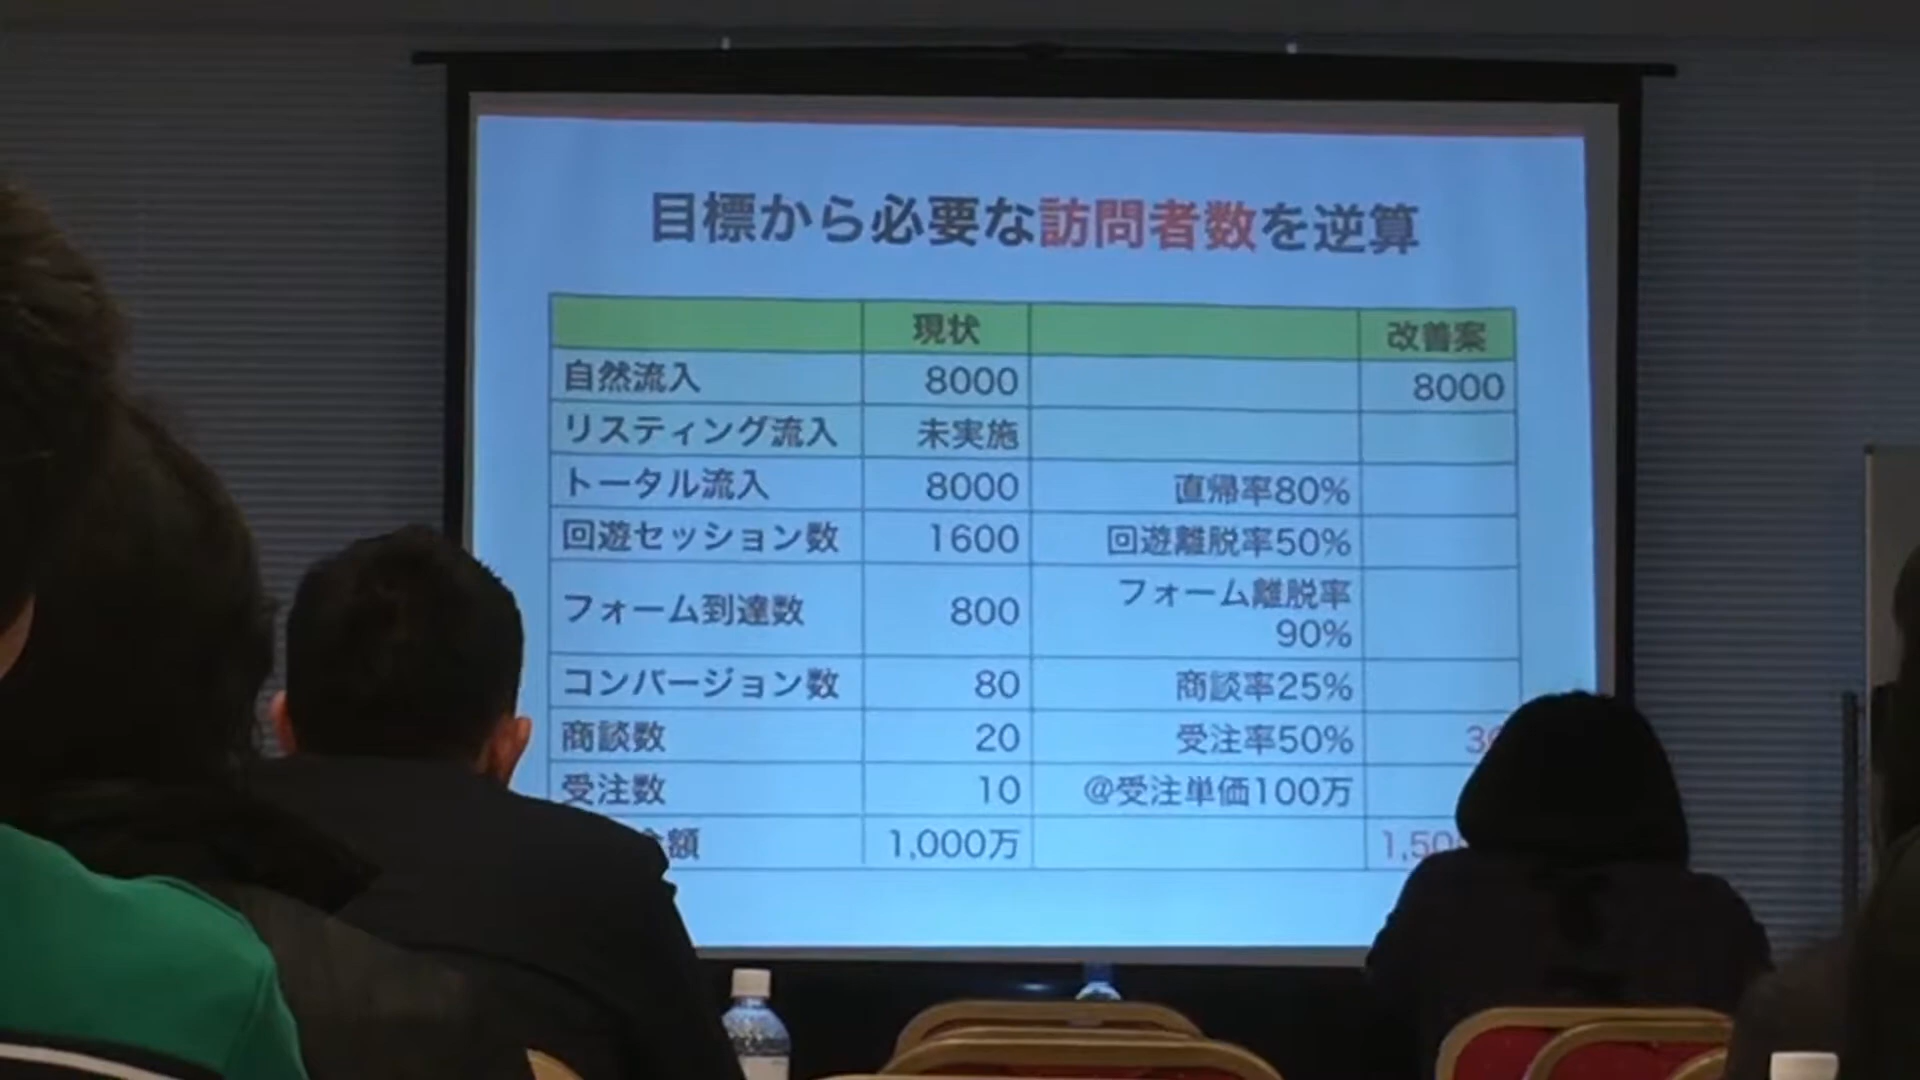 目標から必要な訪問者数を逆算
現状 改善案
自然流入 8000 8000
リスティング流入 未実施
トータル流入 8000 直帰率80%
回遊セッション数 1600 回遊離脱率50%
フォーム到達数 800 フォーム離脱率
90%
コンバージョン数 80 商談率25%
商談数 20 受注率50%
受注数 10 @受注単価100万
額 1,000万